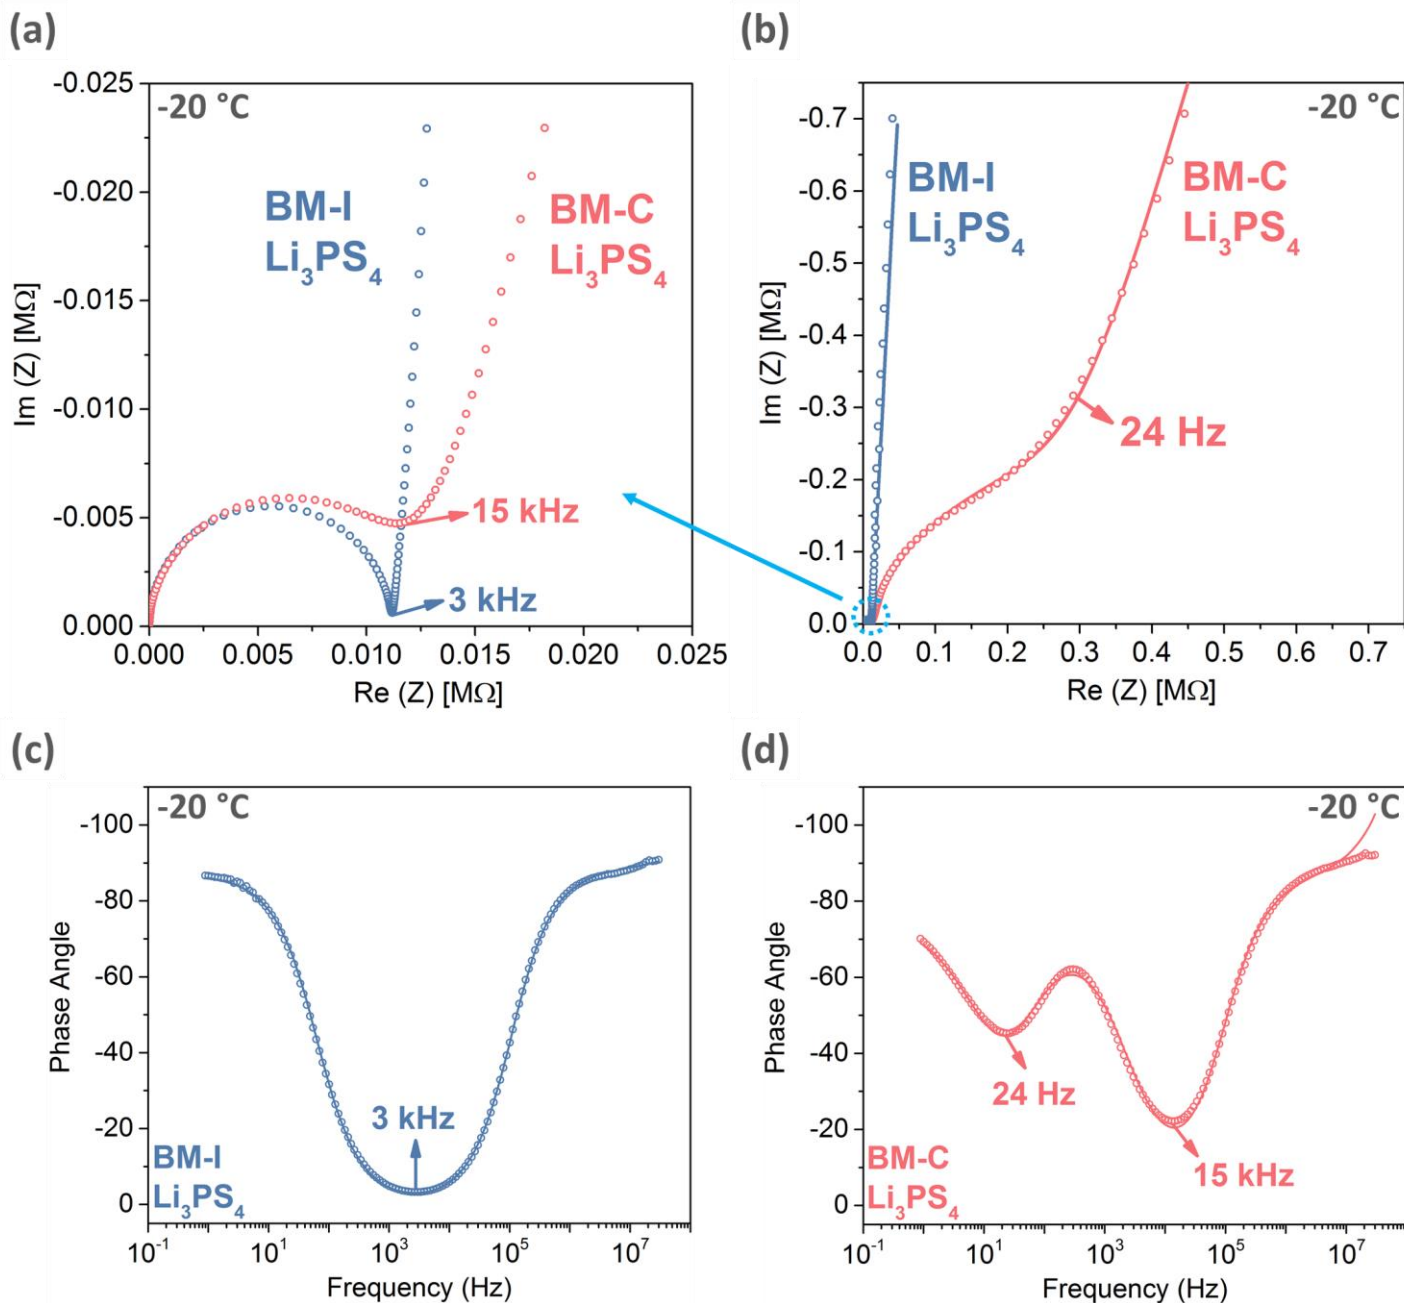 (a)
-20 °C
-0.025
-0.020
-0.015
-0.010
-0.005
0.000
Im (Z) [MΩ]
BM-I
Li₃PS₄
BM-C
Li₃PS₄
15 kHz
3 kHz
0.000 0.005 0.010 0.015 0.020 0.025
Re (Z) [MΩ]
(b)
-20 °C
-0.7
-0.6
-0.5
-0.4
-0.3
-0.2
-0.1
0.0
Im (Z) [MΩ]
BM-I
Li₃PS₄
BM-C
Li₃PS₄
24 Hz
0.0 0.1 0.2 0.3 0.4 0.5 0.6 0.7
Re (Z) [MΩ]
(c)
-20 °C
-100
-80
-60
-40
-20
0
Phase Angle
3 kHz
BM-I
Li₃PS₄
10⁻¹ 10¹ 10³ 10⁵ 10⁷
Frequency (Hz)
(d)
-20 °C
-100
-80
-60
-40
-20
0
Phase Angle
24 Hz
15 kHz
BM-C
Li₃PS₄
10⁻¹ 10¹ 10³ 10⁵ 10⁷
Frequency (Hz)